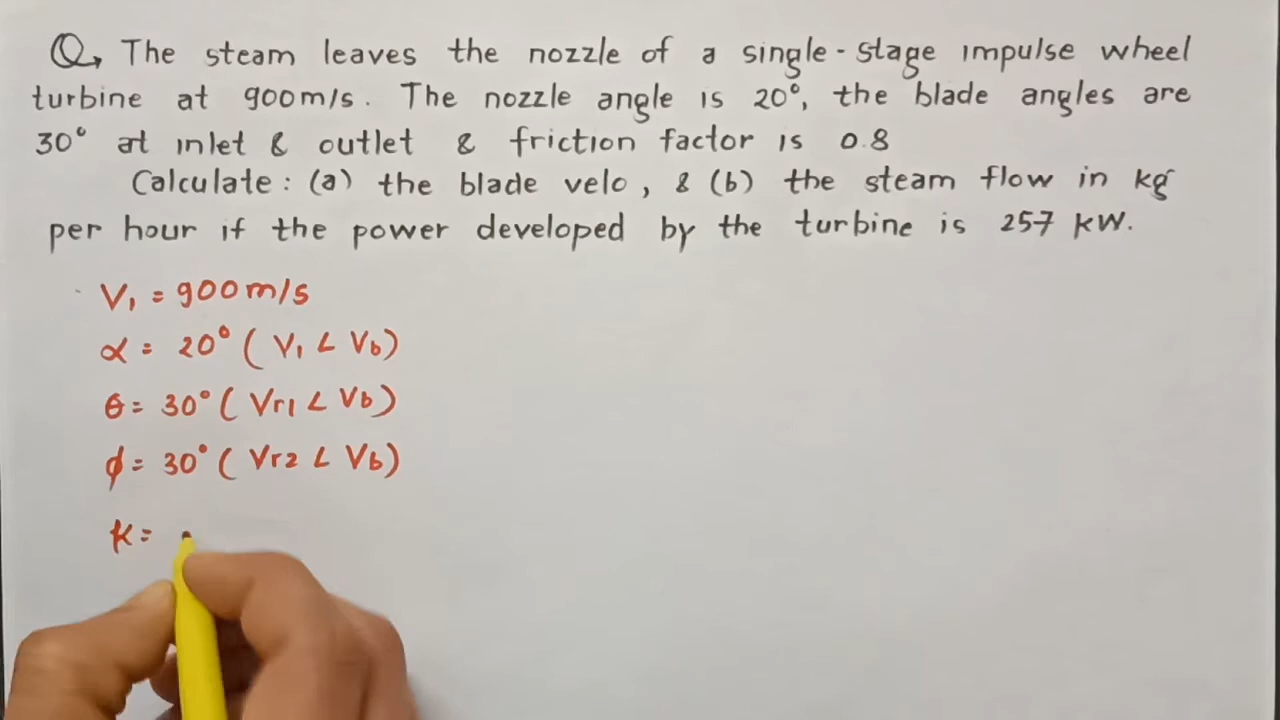 Q, The steam leaves the nozzle of a single-stage impulse wheel
turbine at 900m/s. The nozzle angle is 20°, the blade angles are
30° at inlet & outlet & friction factor is 0.8
Calculate: (a) the blade velo, & (b) the steam flow in kg
per hour if the power developed by the turbine is 257 kW.
V₁ = 900m/s
α = 20° ( V₁ ∠ Vb)
θ = 30° ( Vr1 ∠ Vb)
ϕ = 30° ( Vr2 ∠ Vb)
K =